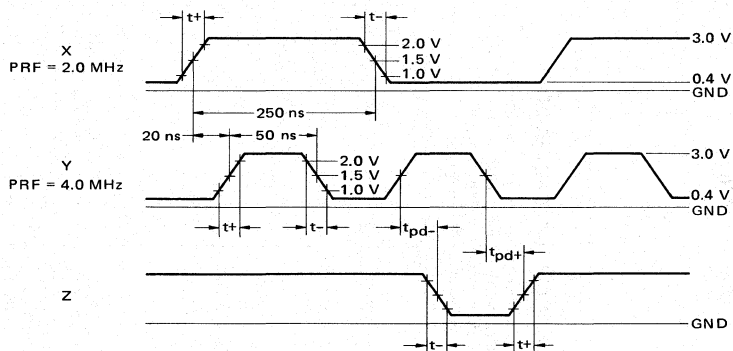 t+
t-
X
PRF = 2.0 MHz
2.0 V
1.5 V
1.0 V
3.0 V
0.4 V
GND
250 ns
20 ns
50 ns
Y
PRF = 4.0 MHz
2.0 V
1.5 V
1.0 V
3.0 V
0.4 V
GND
t+
t-
tpd-
tpd+
Z
GND
t-
t+